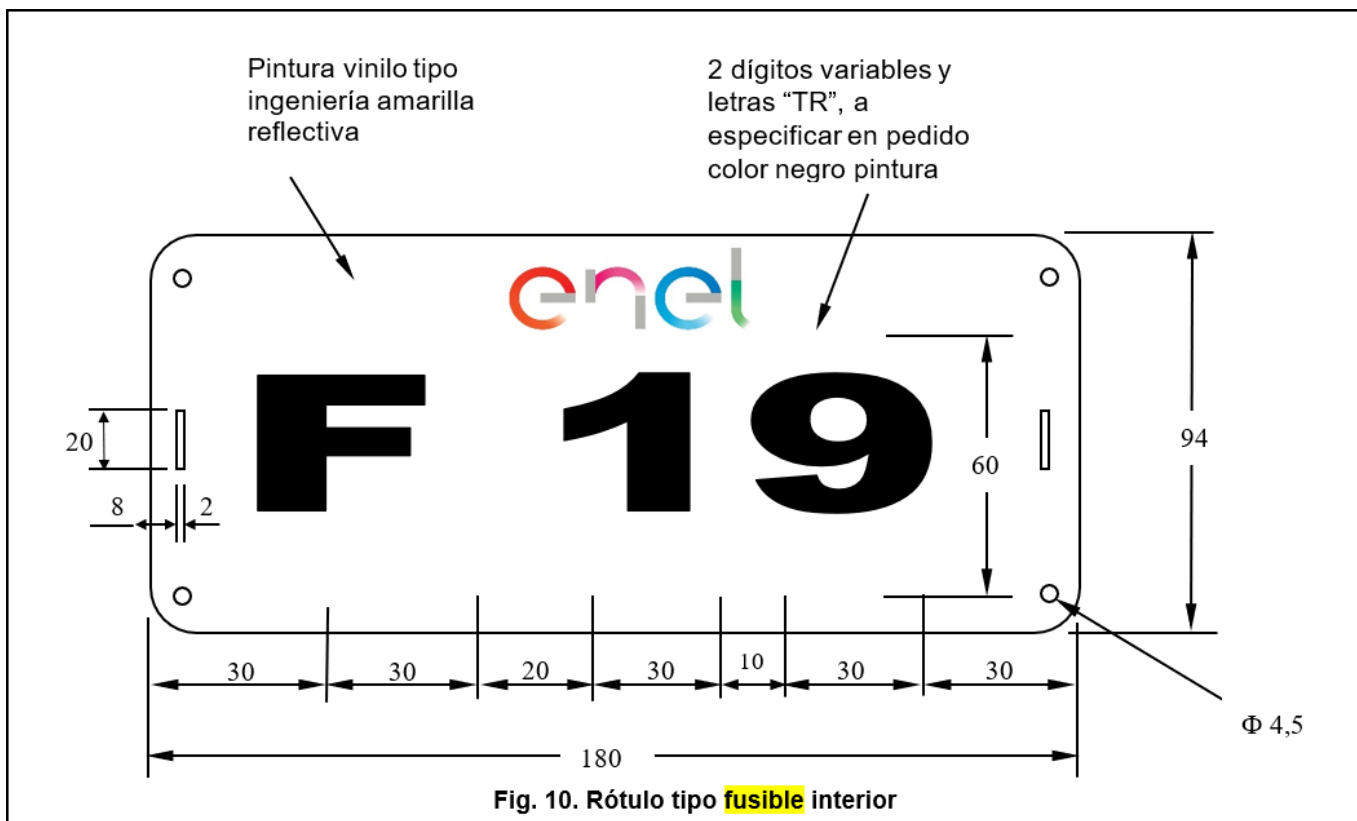 Pintura vinilo tipo
ingeniería amarilla
reflectiva
2 dígitos variables y
letras “TR”, a
especificar en pedido
color negro pintura
enel
F 19
20
8
2
60
94
30
30
20
30
10
30
30
Φ 4,5
180
Fig. 10. Rótulo tipo fusible interior